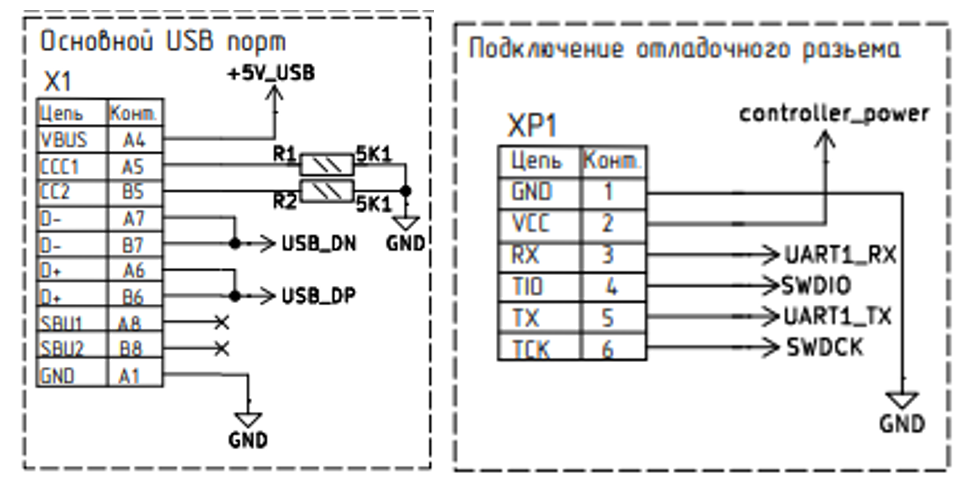 Основной USB порт
X1
+5V_USB
Цепь Конт.
VBUS A4
CCC1 A5 R1 5K1
CC2 B5 R2 5K1
D- A7
D- B7 USB_DN GND
D+ A6
D+ B6 USB_DP
SBU1 A8
SBU2 B8
GND A1
GND
Подключение отладочного разьема
controller_power
XP1
Цепь Конт.
GND 1
VCC 2
RX 3 UART1_RX
TIO 4 SWDIO
TX 5 UART1_TX
TCK 6 SWDCK
GND